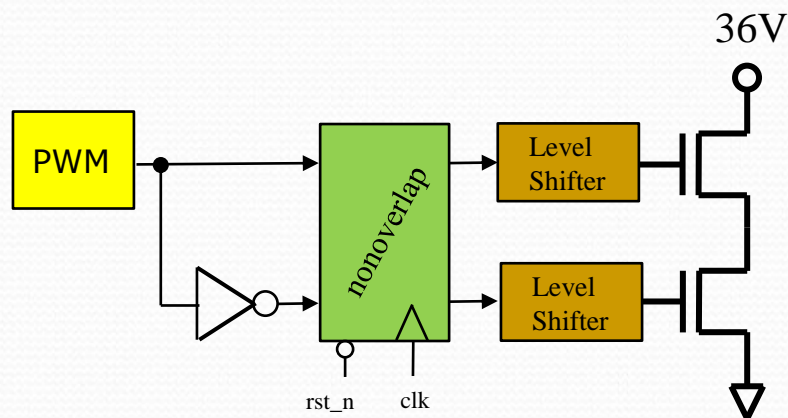 36V
PWM
nonoverlap
Level
Shifter
Level
Shifter
rst_n
clk